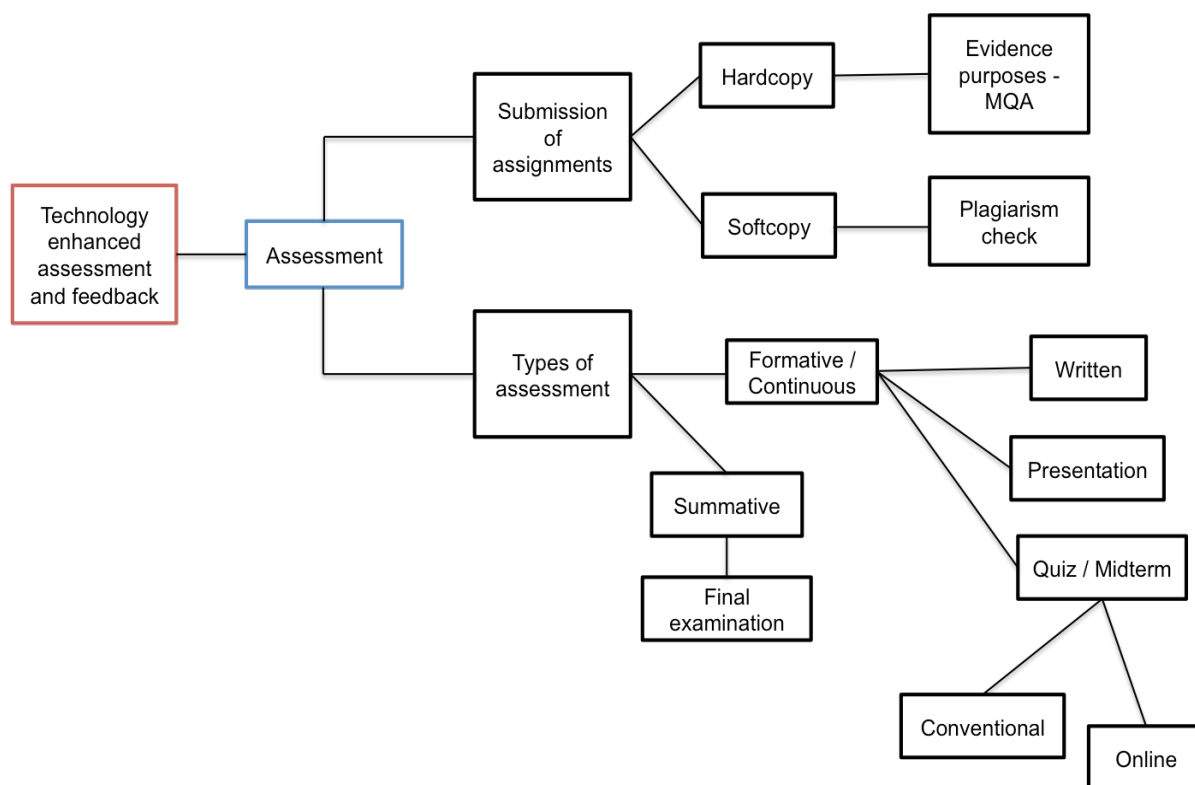 Technology
enhanced
assessment
and feedback
Assessment
Submission
of
assignments
Hardcopy
Evidence
purposes -
MQA
Softcopy
Plagiarism
check
Types of
assessment
Formative /
Continuous
Written
Presentation
Quiz / Midterm
Conventional
Online
Summative
Final
examination